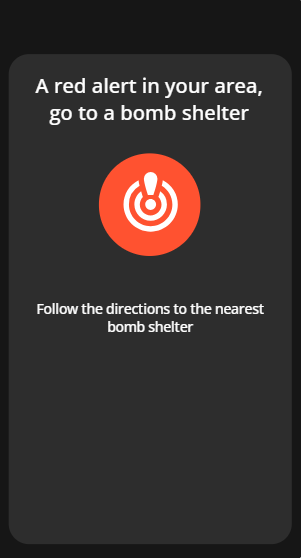 A red alert in your area,
go to a bomb shelter
Follow the directions to the nearest
bomb shelter